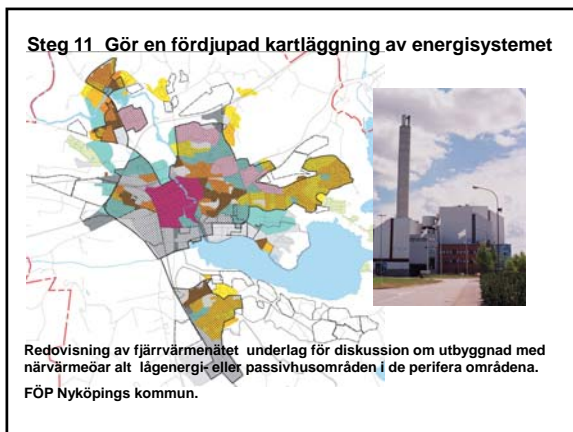 Steg 11  Gör en fördjupad kartläggning av energisystemet
Redovisning av fjärrvärmenätet  underlag för diskussion om utbyggnad med
närvärmeöar alt  lågenergi- eller passivhusområden i de perifera områdena.
FÖP Nyköpings kommun.